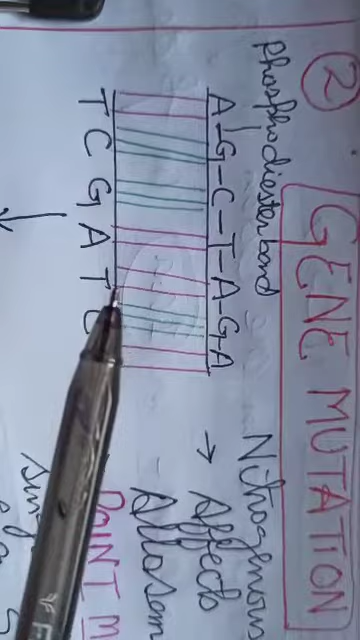 ② GENE MUTATION
phosphodiester bond
A-G-C-T-A-G-A
T C G A T C
Nitrogenous
→ Affects
POINT M